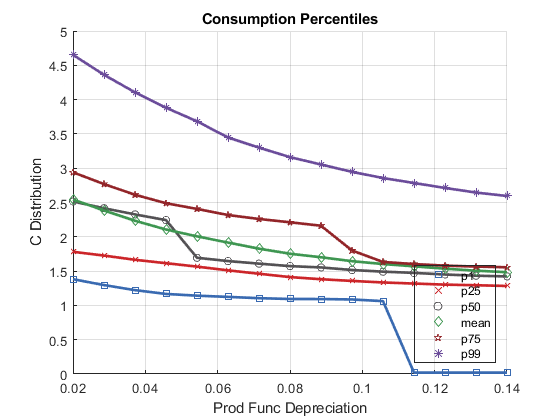 Consumption Percentiles
5
4.5
4
3.5
3
2.5
2
1.5
1
0.5
0
C Distribution
p1
p25
p50
mean
p75
p99
0.02 0.04 0.06 0.08 0.1 0.12 0.14
Prod Func Depreciation